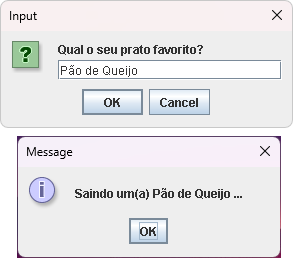 Input
Qual o seu prato favorito?
Pão de Queijo
OK Cancel
Message
Saindo um(a) Pão de Queijo ...
OK